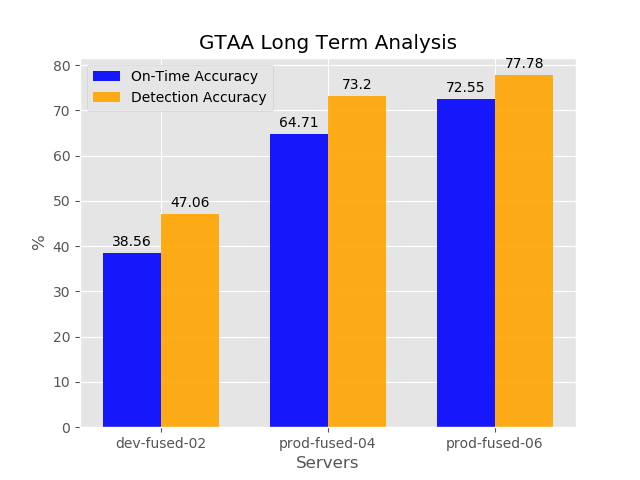 GTAA Long Term Analysis
On-Time Accuracy
Detection Accuracy
%
80
70
60
50
40
30
20
10
0
38.56
47.06
64.71
73.2
72.55
77.78
dev-fused-02
prod-fused-04
prod-fused-06
Servers